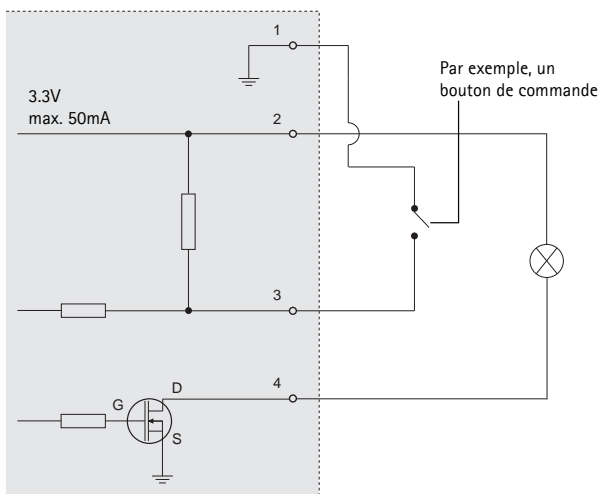 1
Par exemple, un
bouton de commande
3.3V
max. 50mA
2
3
4
D
G
S